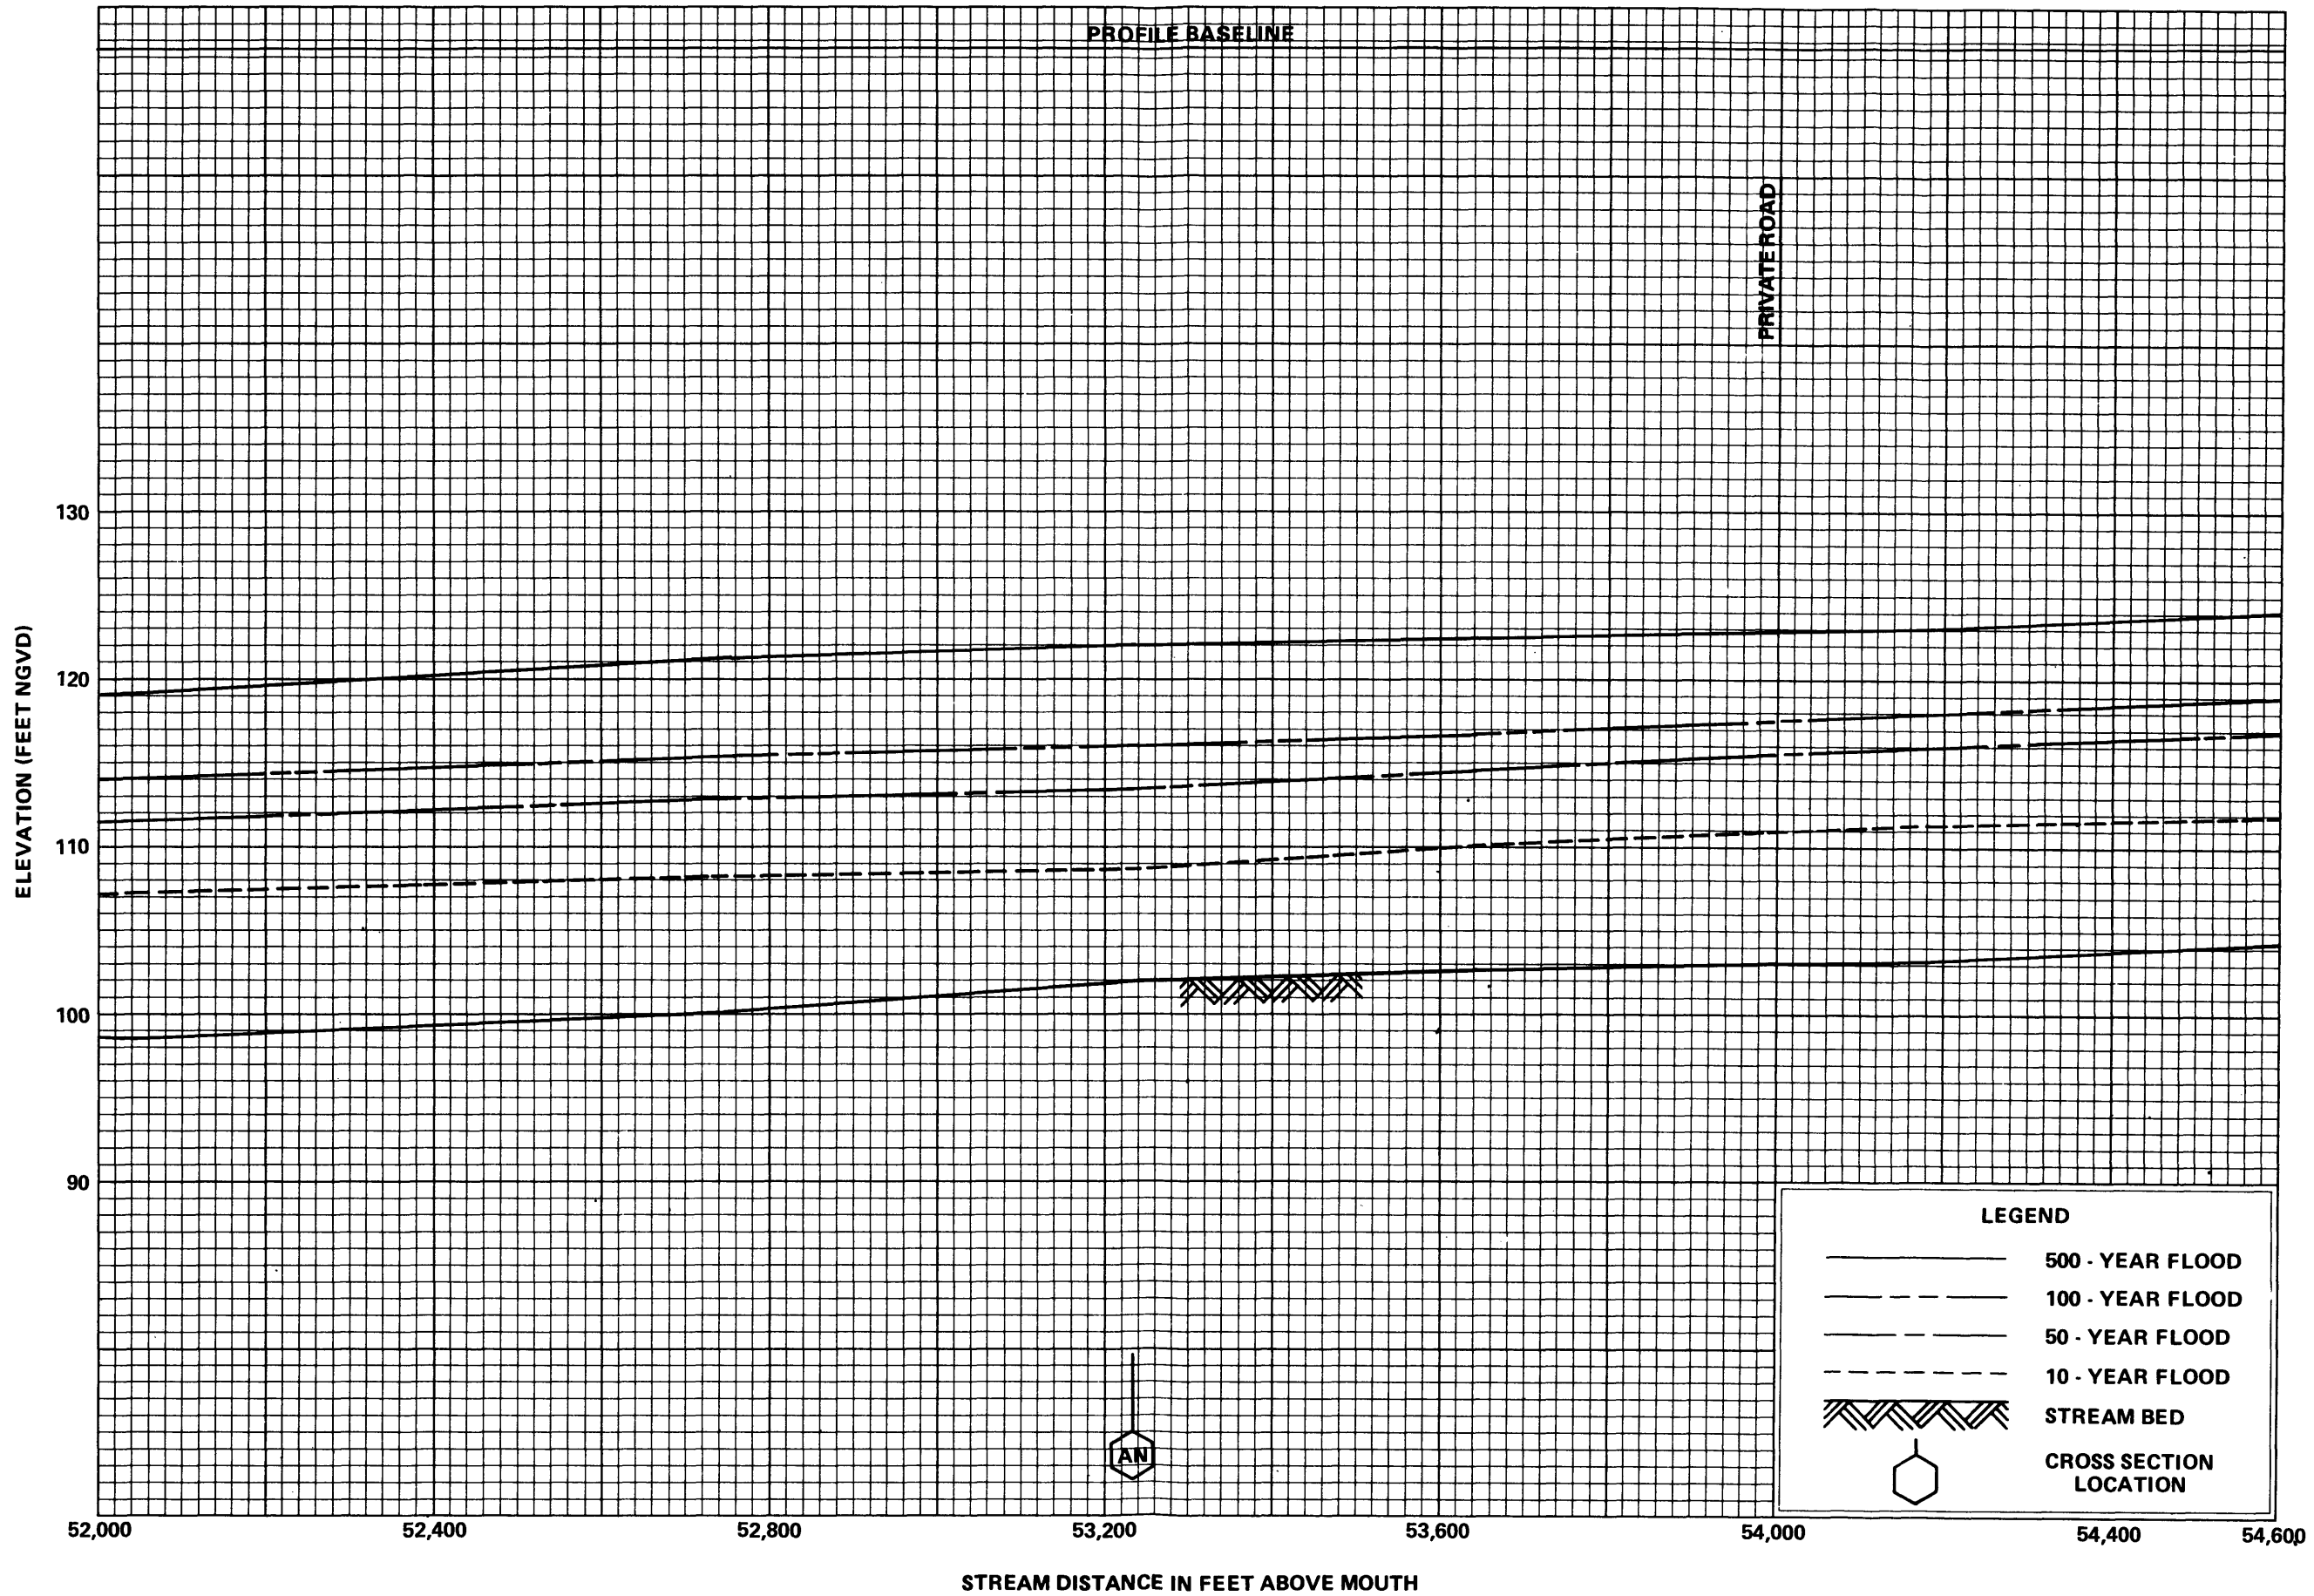 PROFILE BASELINE
PRIVATE ROAD
ELEVATION (FEET NGVD)
130
120
110
100
90
AN
LEGEND
500 - YEAR FLOOD
100 - YEAR FLOOD
50 - YEAR FLOOD
10 - YEAR FLOOD
STREAM BED
CROSS SECTION
LOCATION
52,000
52,400
52,800
53,200
53,600
54,000
54,400
54,600
STREAM DISTANCE IN FEET ABOVE MOUTH